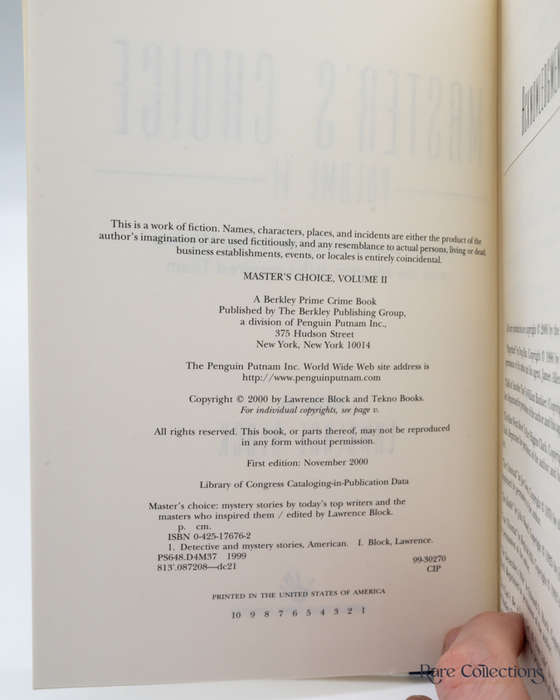 This is a work of fiction. Names, characters, places, and incidents are either the product of the
author's imagination or are used fictitiously, and any resemblance to actual persons, living or dead,
business establishments, events, or locales is entirely coincidental.
MASTER'S CHOICE, VOLUME II
A Berkley Prime Crime Book
Published by The Berkley Publishing Group,
a division of Penguin Putnam Inc.,
375 Hudson Street
New York, New York 10014
The Penguin Putnam Inc. World Wide Web site address is
http://www.penguinputnam.com
Copyright © 2000 by Lawrence Block and Tekno Books.
For individual copyrights, see page v.
All rights reserved. This book, or parts thereof, may not be reproduced
in any form without permission.
First edition: November 2000
Library of Congress Cataloging-in-Publication Data
Master's choice: mystery stories by today's top writers and the
masters who inspired them / edited by Lawrence Block.
p. cm.
ISBN 0-425-17676-2
1. Detective and mystery stories, American. I. Block, Lawrence.
PS648.D4M37 1999
813'.087208—dc21 99-30270
CIP
PRINTED IN THE UNITED STATES OF AMERICA
10 9 8 7 6 5 4 3 2 1
Rare Collections